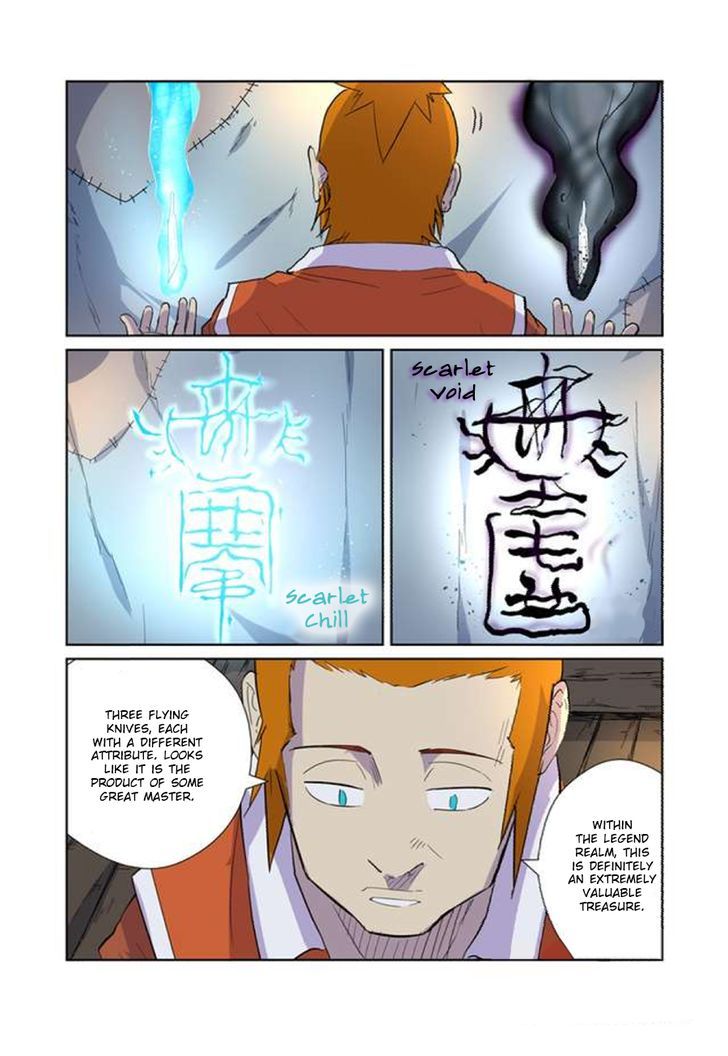 Scarlet
Void
Scarlet
Chill
THREE FLYING
KNIVES, EACH
WITH A DIFFERENT
ATTRIBUTE. LOOKS
LIKE IT IS THE
PRODUCT OF SOME
GREAT MASTER.
WITHIN
THE LEGEND
REALM, THIS
IS DEFINITELY
AN EXTREMELY
VALUABLE
TREASURE.